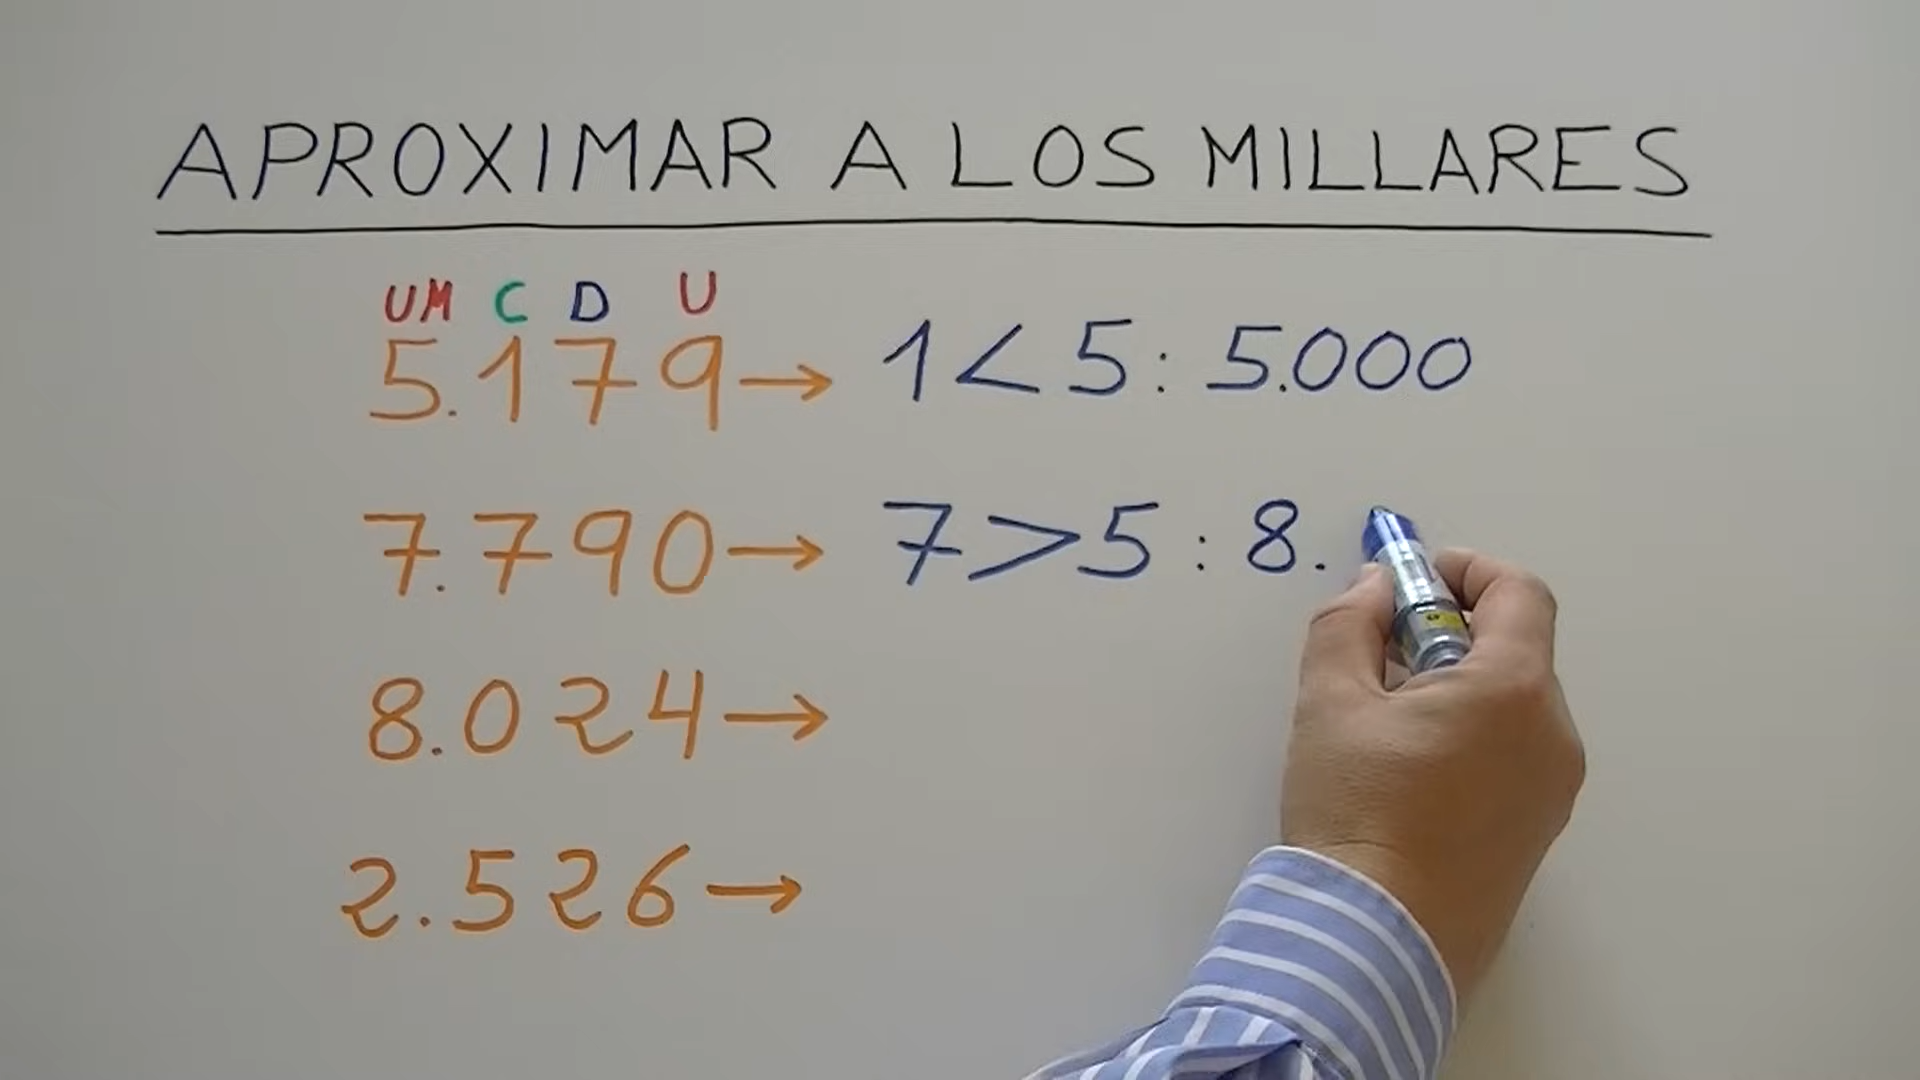 APROXIMAR A LOS MILLARES
UM C D U
5.179→ 1<5: 5.000
7.790→ 7>5: 8.
8.024→
2.526→